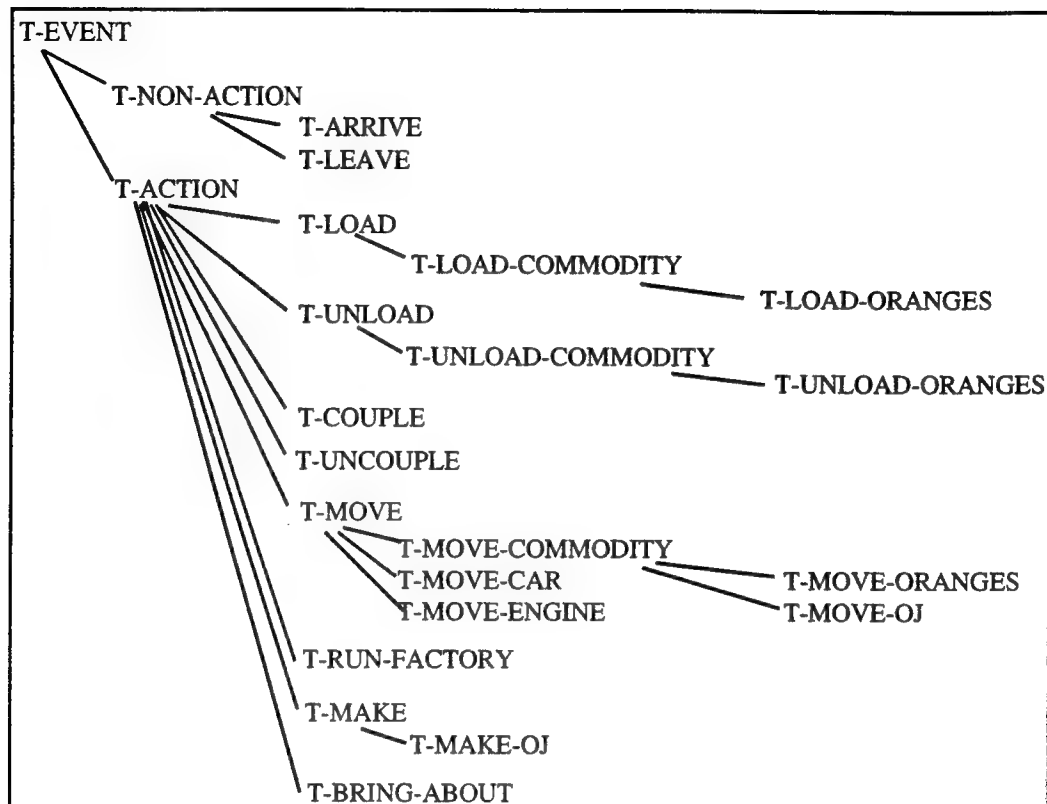 T-EVENT
T-NON-ACTION
T-ARRIVE
T-LEAVE
T-ACTION
T-LOAD
T-LOAD-COMMODITY
T-LOAD-ORANGES
T-UNLOAD
T-UNLOAD-COMMODITY
T-UNLOAD-ORANGES
T-COUPLE
T-UNCOUPLE
T-MOVE
T-MOVE-COMMODITY
T-MOVE-CAR T-MOVE-ORANGES
T-MOVE-ENGINE T-MOVE-OJ
T-RUN-FACTORY
T-MAKE
T-MAKE-OJ
T-BRING-ABOUT